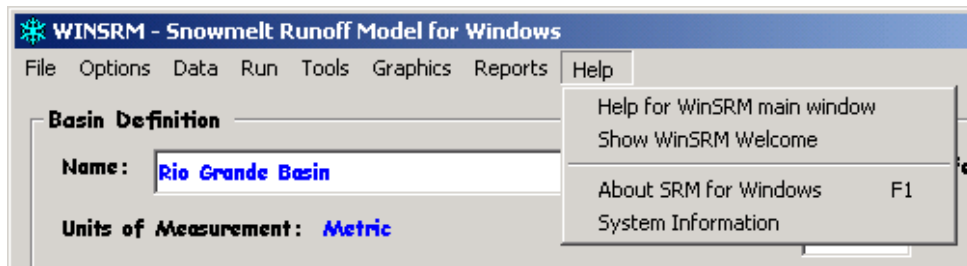 WINSRM - Snowmelt Runoff Model for Windows
File Options Data Run Tools Graphics Reports Help
Help for WinSRM main window
Basin Definition
Show WinSRM Welcome
Name: Rio Grande Basin
About SRM for Windows F1
Units of Measurement: Metric
System Information